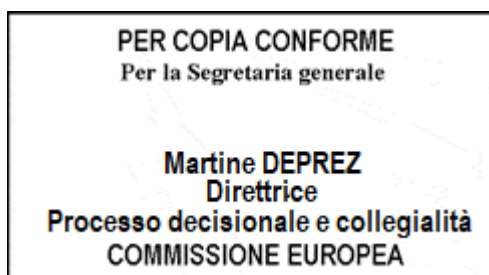 PER COPIA CONFORME
Per la Segretaria generale
Martine DEPREZ
Direttrice
Processo decisionale e collegialità
COMMISSIONE EUROPEA